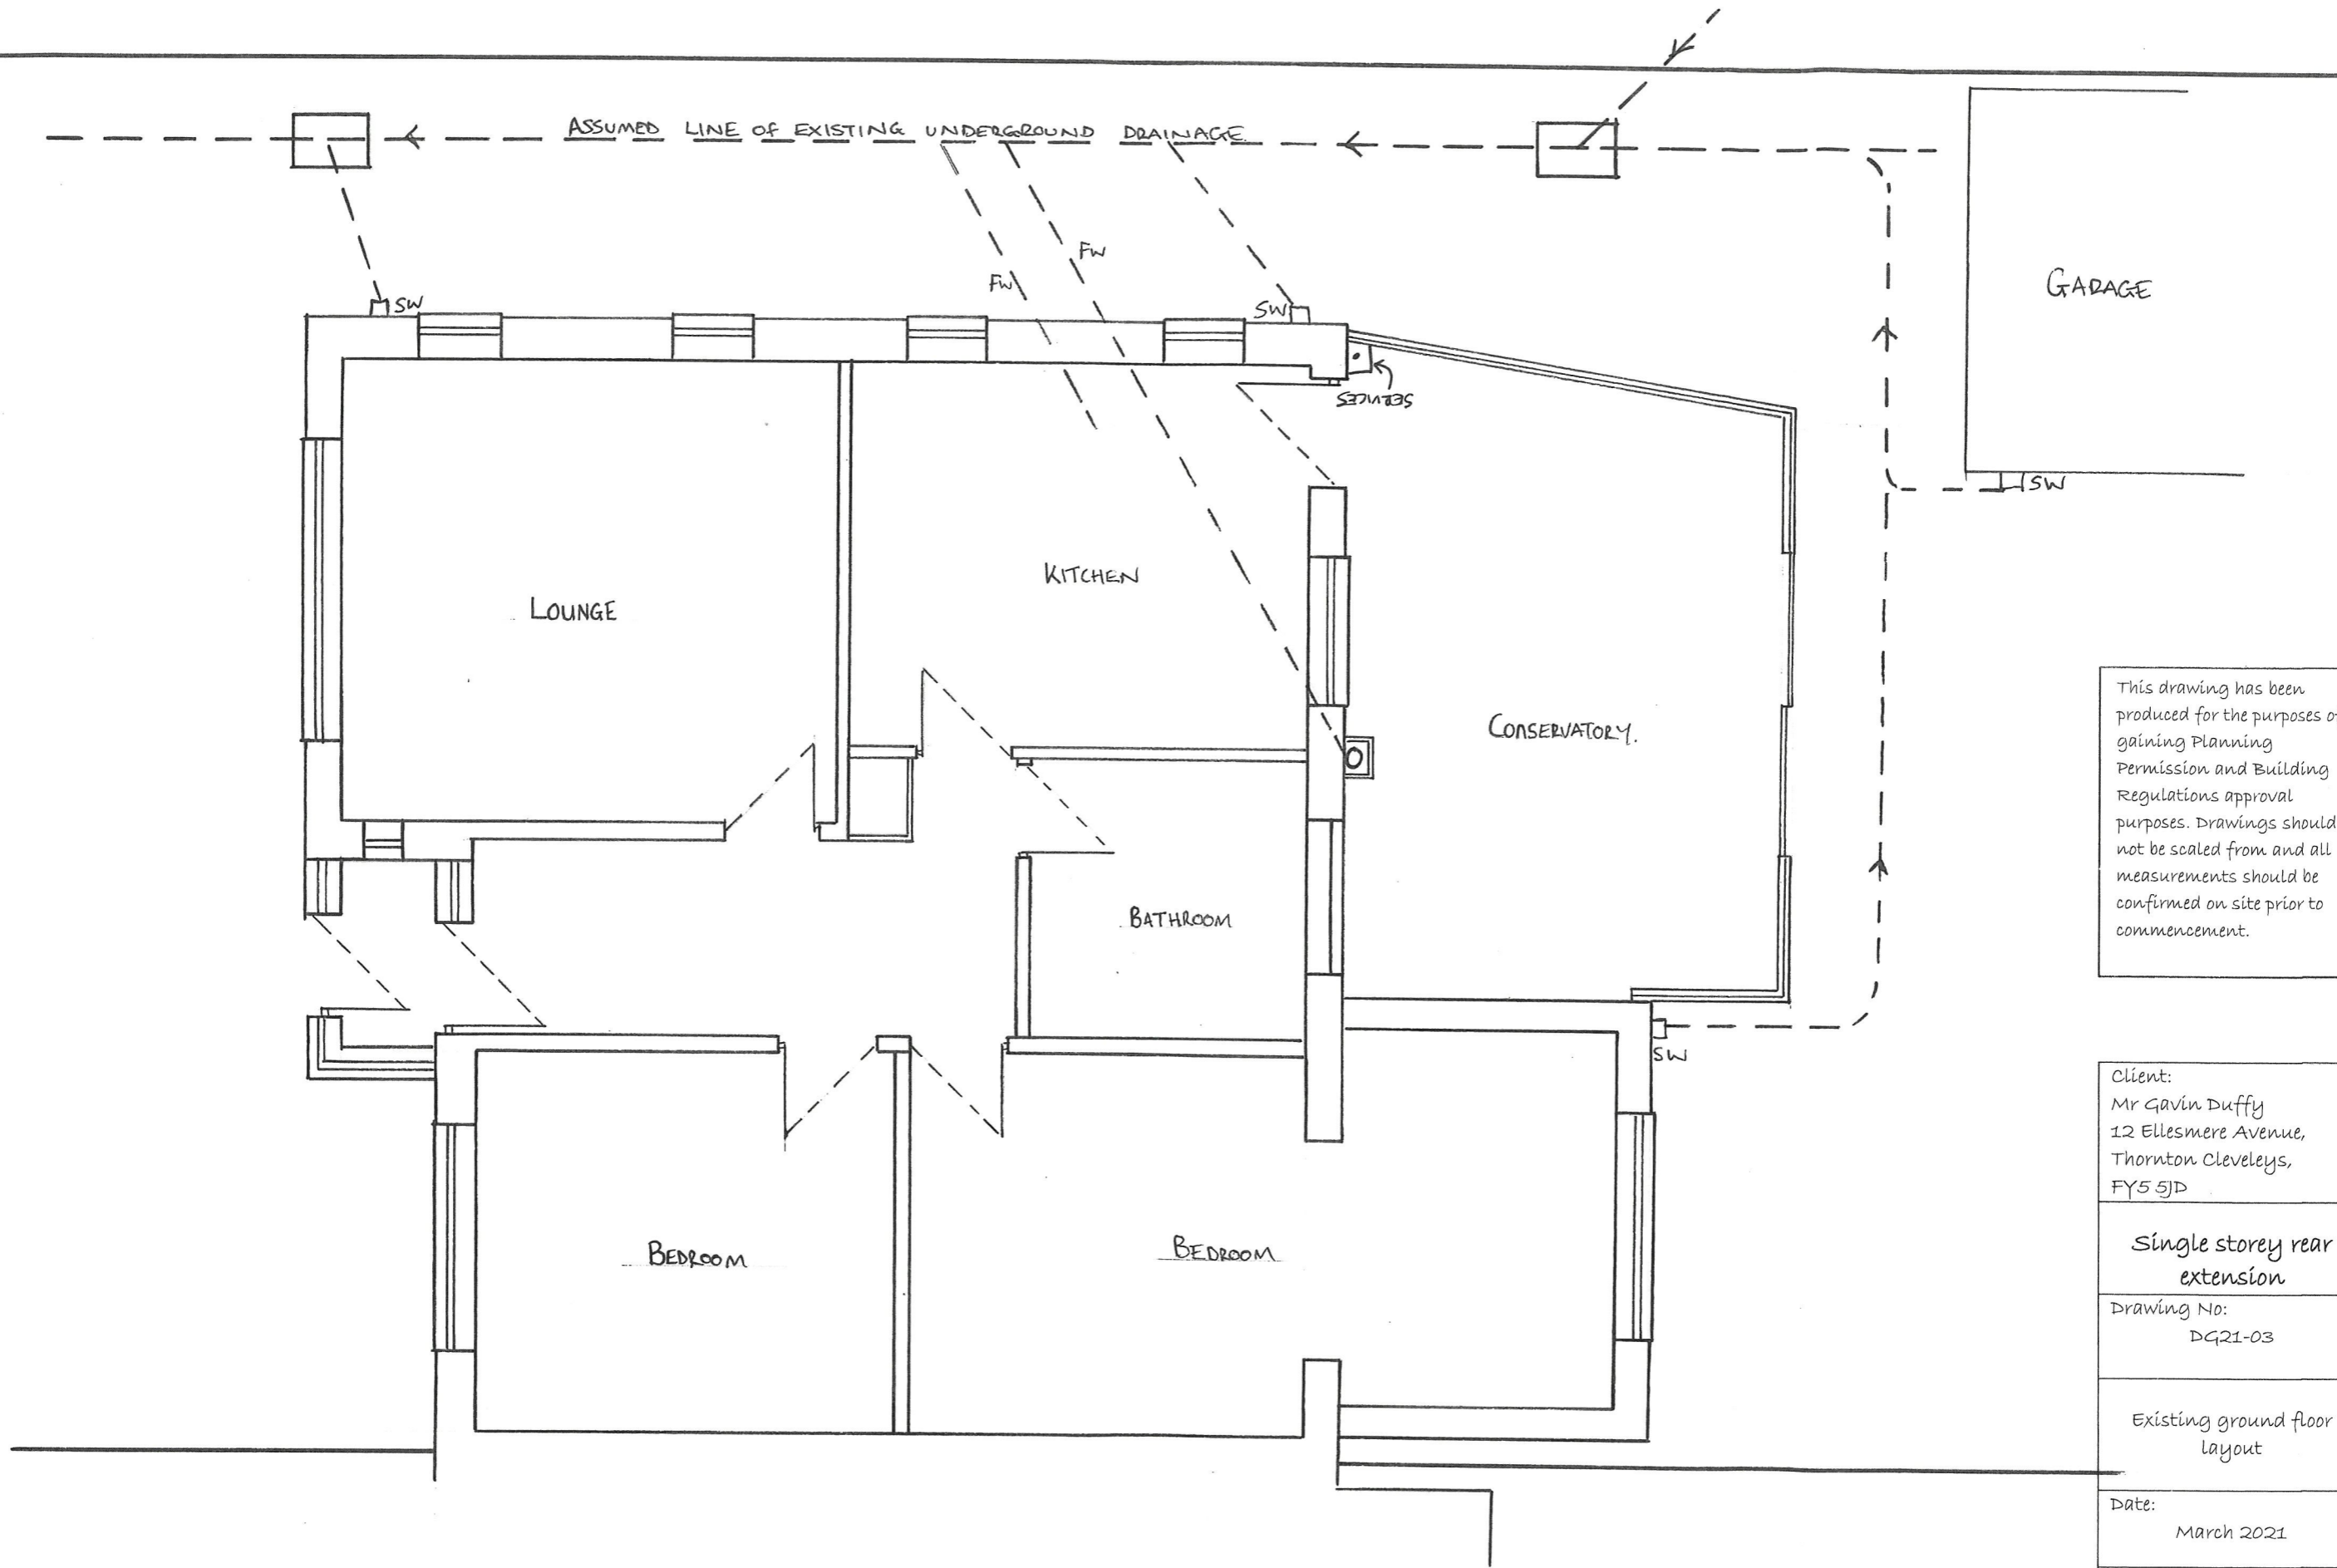 ASSUMED LINE OF EXISTING UNDERGROUND DRAINAGE
FW
FW
SW
SW
SERVICES
GARAGE
SW
KITCHEN
LOUNGE
CONSERVATORY.
BATHROOM
SW
BEDROOM
BEDROOM
This drawing has been
produced for the purposes of
gaining Planning
Permission and Building
Regulations approval
purposes. Drawings should
not be scaled from and all
measurements should be
confirmed on site prior to
commencement.
Client:
Mr Gavin Duffy
12 Ellesmere Avenue,
Thornton Cleveleys,
FY5 5JD
Single storey rear
extension
Drawing No:
DG21-03
Existing ground floor
layout
Date:
March 2021